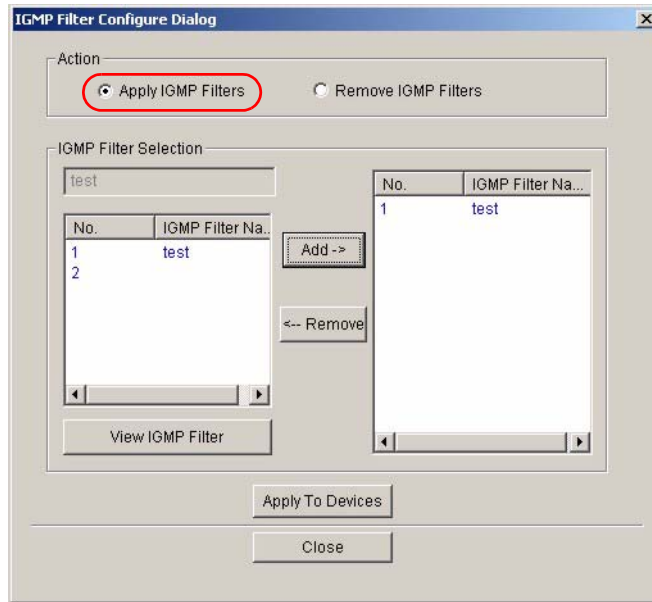 IGMP Filter Configure Dialog
Action
Apply IGMP Filters
Remove IGMP Filters
IGMP Filter Selection
test
No. IGMP Filter Na..
1 test
2
View IGMP Filter
Add ->
<-- Remove
No. IGMP Filter Na...
1 test
Apply To Devices
Close